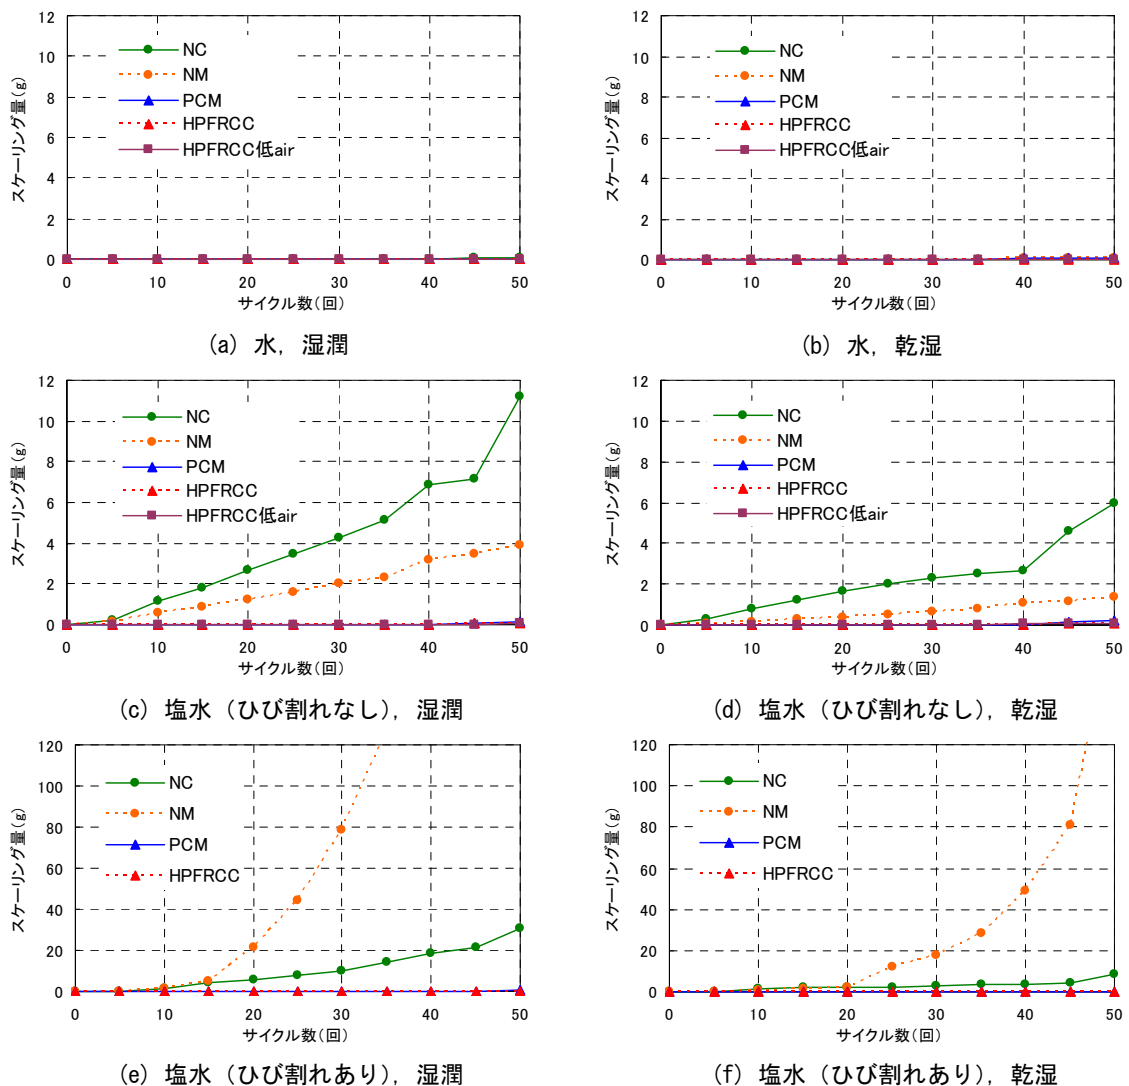 12
10
8
6
4
2
0
スケーリング量(g)
NC
NM
PCM
HPFRCC
HPFRCC低air
0 10 20 30 40 50
サイクル数(回)
(a) 水, 湿潤
12
10
8
6
4
2
0
スケーリング量(g)
NC
NM
PCM
HPFRCC
HPFRCC低air
0 10 20 30 40 50
サイクル数(回)
(b) 水, 乾湿
12
10
8
6
4
2
0
スケーリング量(g)
NC
NM
PCM
HPFRCC
HPFRCC低air
0 10 20 30 40 50
サイクル数(回)
(c) 塩水 (ひび割れなし), 湿潤
12
10
8
6
4
2
0
スケーリング量(g)
NC
NM
PCM
HPFRCC
HPFRCC低air
0 10 20 30 40 50
サイクル数(回)
(d) 塩水 (ひび割れなし), 乾湿
120
100
80
60
40
20
0
スケーリング量(g)
NC
NM
PCM
HPFRCC
0 10 20 30 40 50
サイクル数(回)
(e) 塩水 (ひび割れあり), 湿潤
120
100
80
60
40
20
0
スケーリング量(g)
NC
NM
PCM
HPFRCC
0 10 20 30 40 50
サイクル数(回)
(f) 塩水 (ひび割れあり), 乾湿